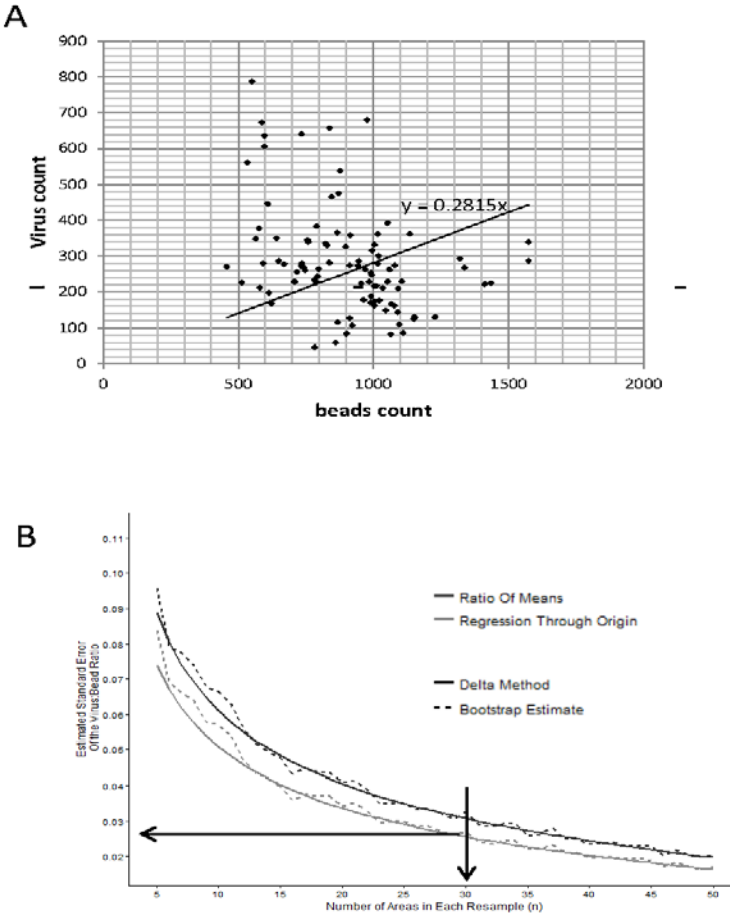 A
900
800
700
600
500
400
300
200
100
0
Virus count
y = 0.2815x
0 500 1000 1500 2000
beads count
B
0.11
0.10
0.09
0.08
0.07
0.06
0.05
0.04
0.03
0.02
Estimated Standard Error
Of the Virus:Bead Ratio
Ratio Of Means
Regression Through Origin
Delta Method
Bootstrap Estimate
5 10 15 20 25 30 35 40 45 50
Number of Areas in Each Resample (n)